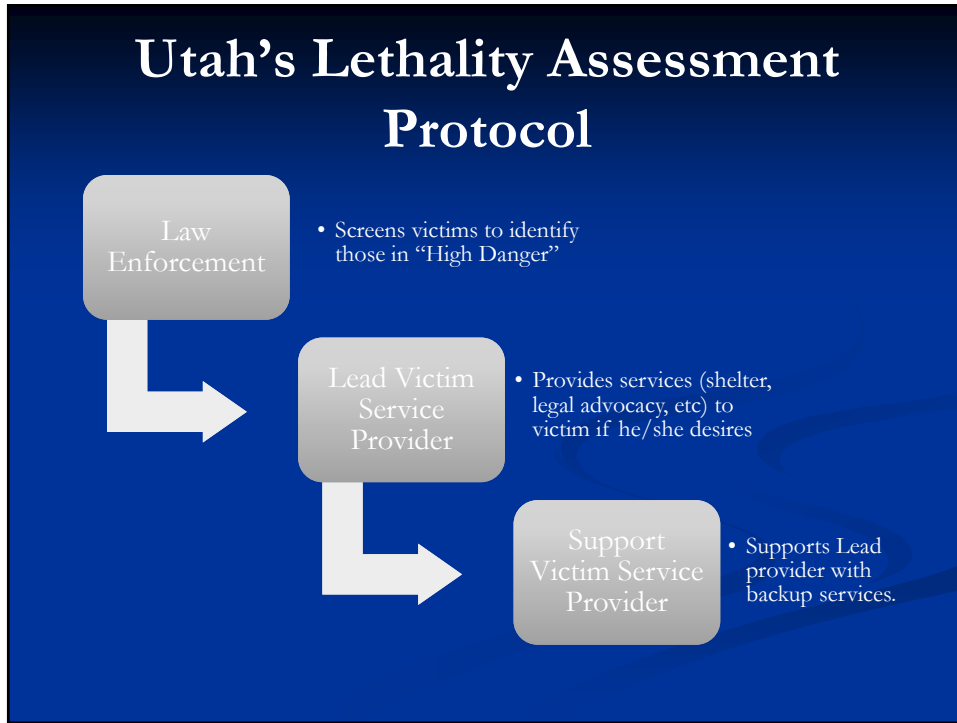 Utah’s Lethality Assessment
Protocol
Law
Enforcement
• Screens victims to identify
those in “High Danger”
Lead Victim
Service
Provider
• Provides services (shelter,
legal advocacy, etc) to
victim if he/she desires
Support
Victim Service
Provider
• Supports Lead
provider with
backup services.